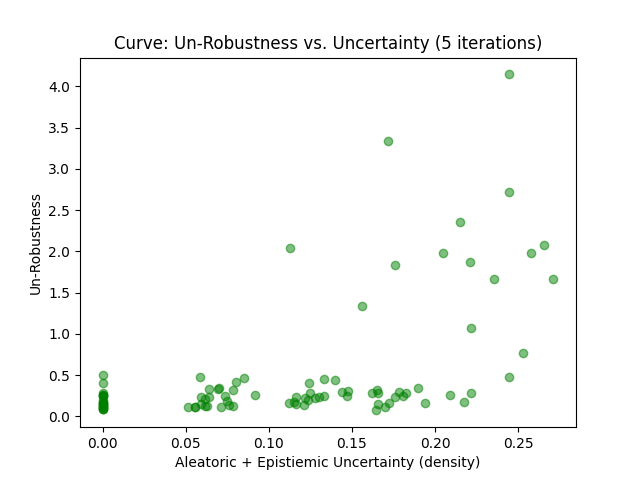 Curve: Un-Robustness vs. Uncertainty (5 iterations)
4.0
3.5
3.0
2.5
2.0
1.5
1.0
0.5
0.0
Un-Robustness
0.00 0.05 0.10 0.15 0.20 0.25
Aleatoric + Epistiemic Uncertainty (density)